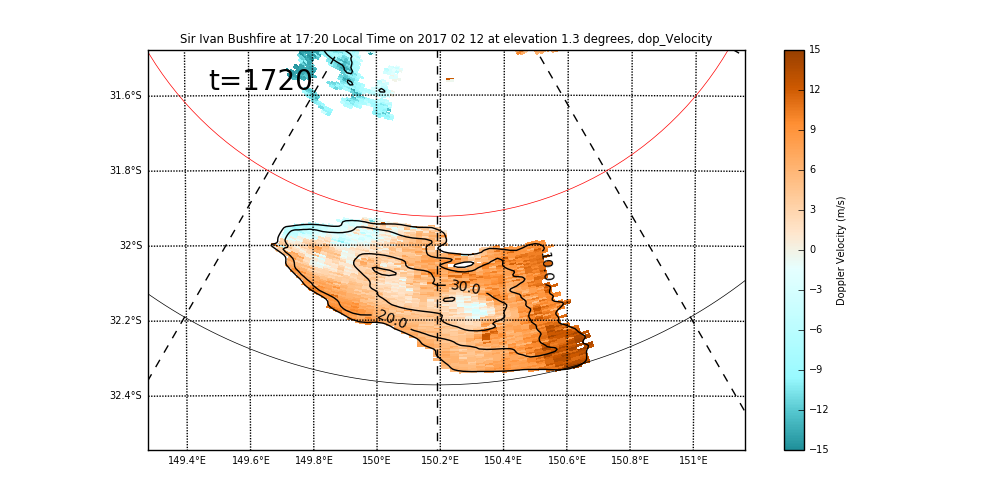 Sir Ivan Bushfire at 17:20 Local Time on 2017 02 12 at elevation 1.3 degrees, dop_Velocity
t=1720
31.6°S
31.8°S
32°S
32.2°S
32.4°S
10.0
30.0
20.0
149.4°E 149.6°E 149.8°E 150°E 150.2°E 150.4°E 150.6°E 150.8°E 151°E
15
12
9
6
3
0
−3
−6
−9
−12
−15
Doppler Velocity (m/s)